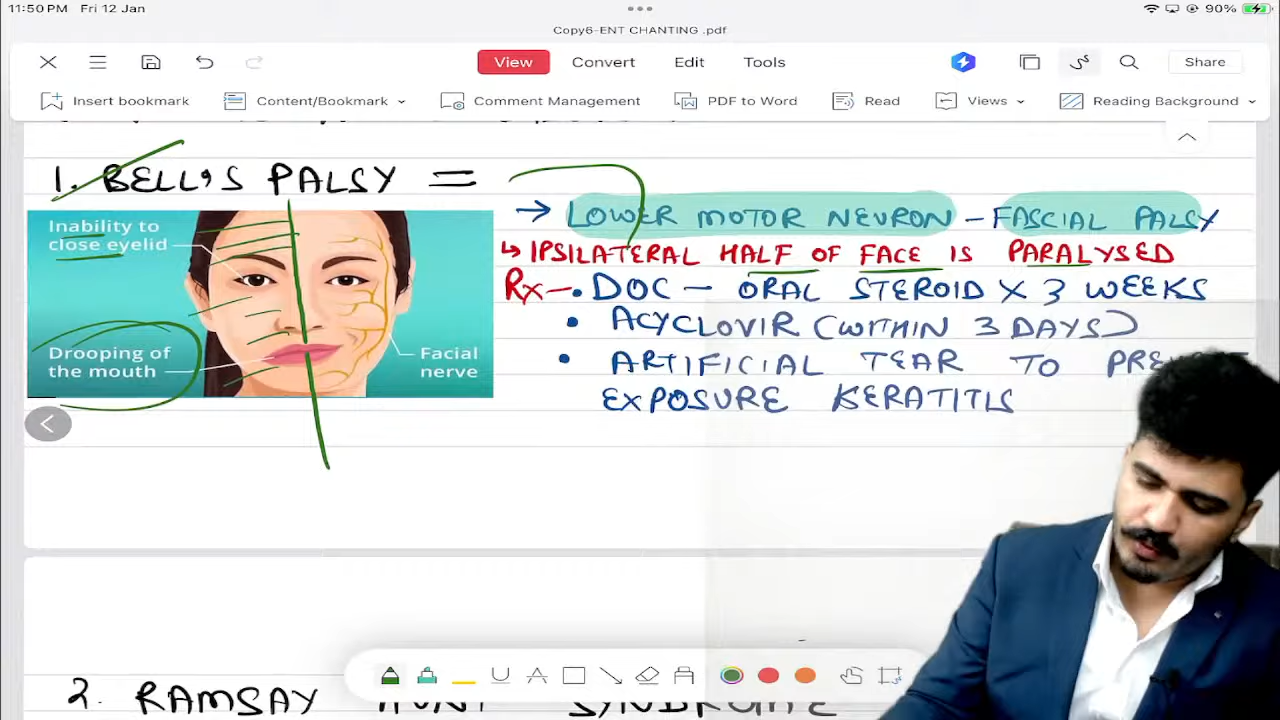 11:50 PM Fri 12 Jan
90%
Copy6-ENT CHANTING .pdf
View Convert Edit Tools Share
Insert bookmark Content/Bookmark Comment Management PDF to Word Read Views Reading Background
1. BELL'S PALSY =
→ LOWER MOTOR NEURON - FASCIAL PALSY
↳ IPSILATERAL HALF OF FACE IS PARALYSED
Rx - • DOC - ORAL STEROID X 3 WEEKS
• ACYCLOVIR (WITHIN 3 DAYS)
• ARTIFICIAL TEAR TO
EXPOSURE KERATITIS
Inability to
close eyelid
Drooping of
the mouth
Facial
nerve
2. RAMSAY HUNT SYNDROME